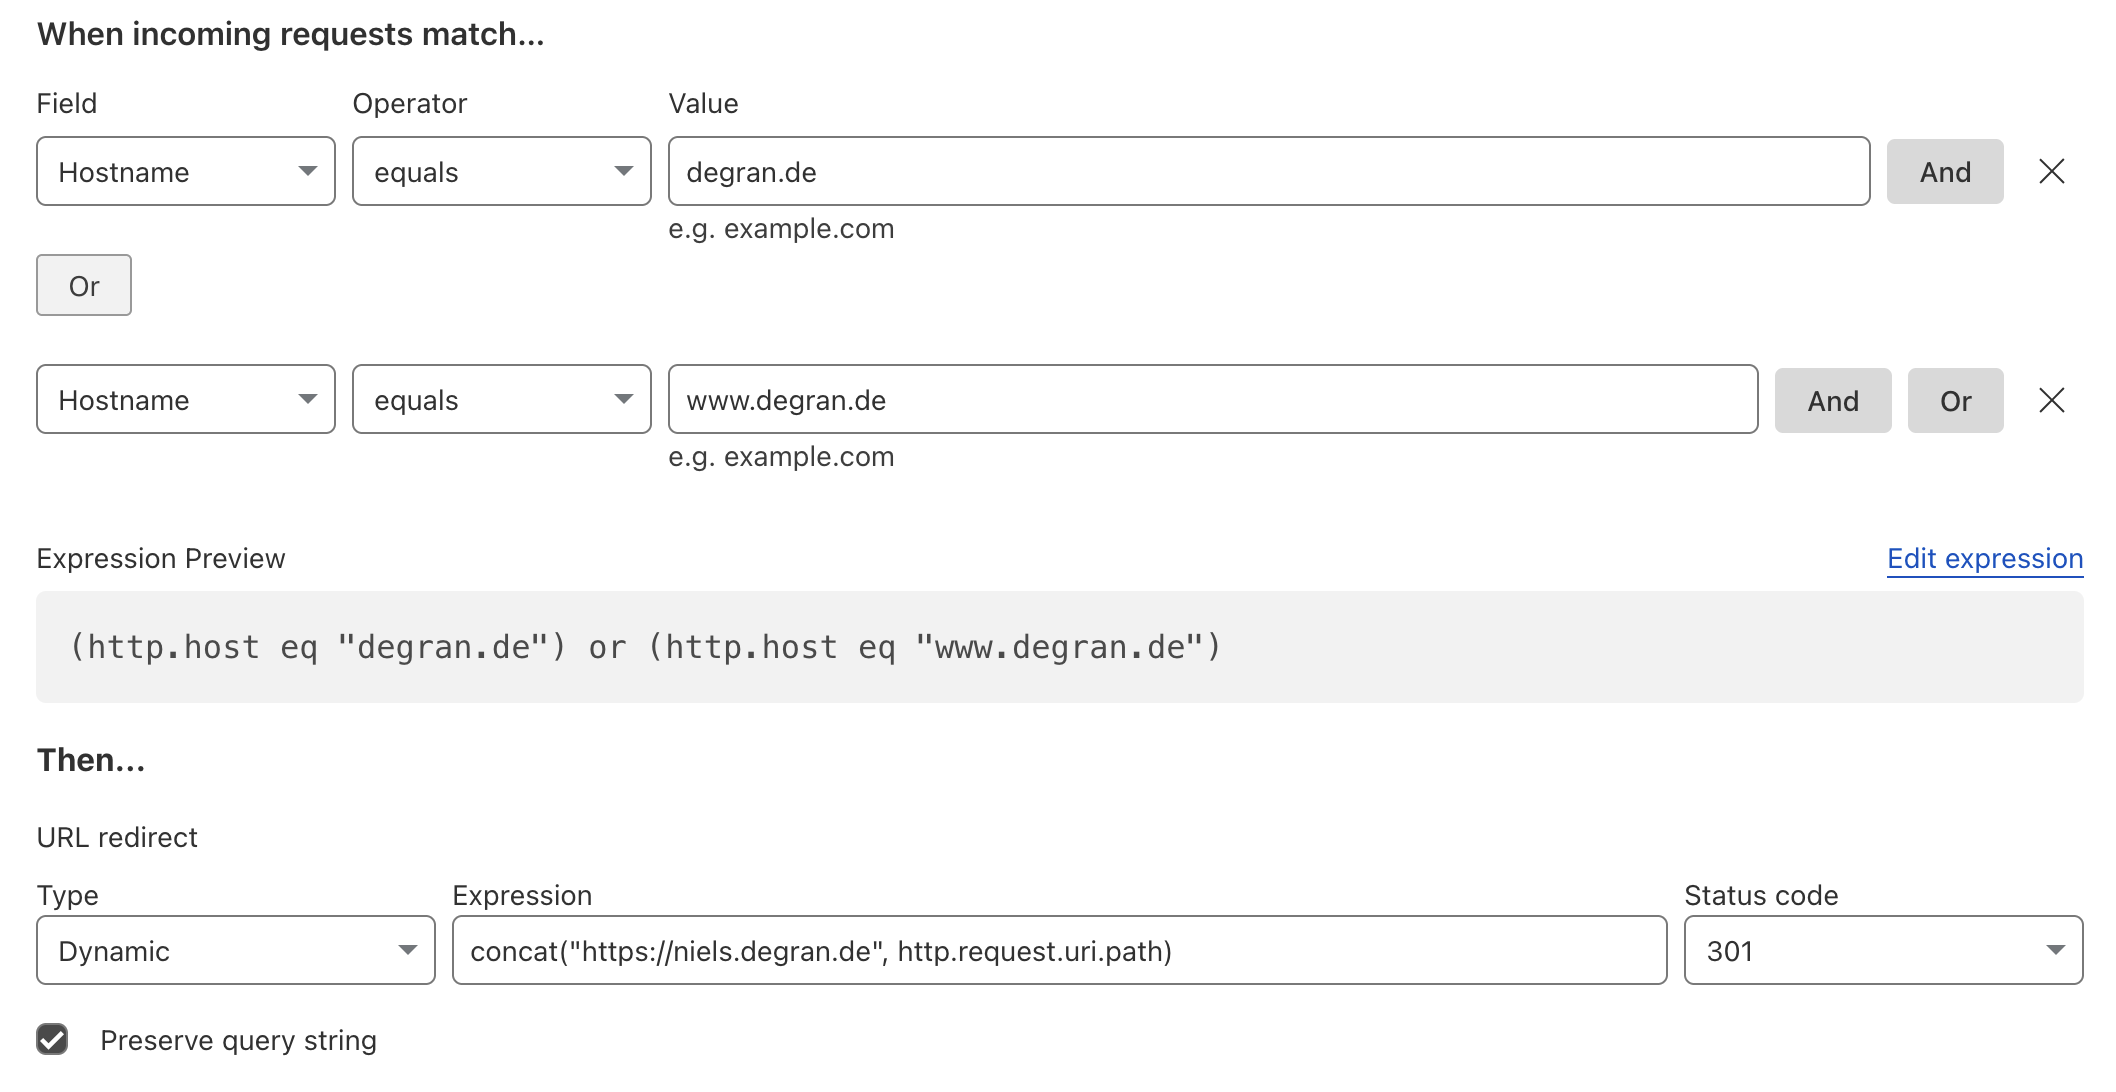 When incoming requests match...
Field Operator Value
Hostname equals degran.de And
e.g. example.com
Or
Hostname equals www.degran.de And Or
e.g. example.com
Expression Preview Edit expression
(http.host eq "degran.de") or (http.host eq "www.degran.de")
Then...
URL redirect
Type Expression Status code
Dynamic concat("https://niels.degran.de", http.request.uri.path) 301
Preserve query string